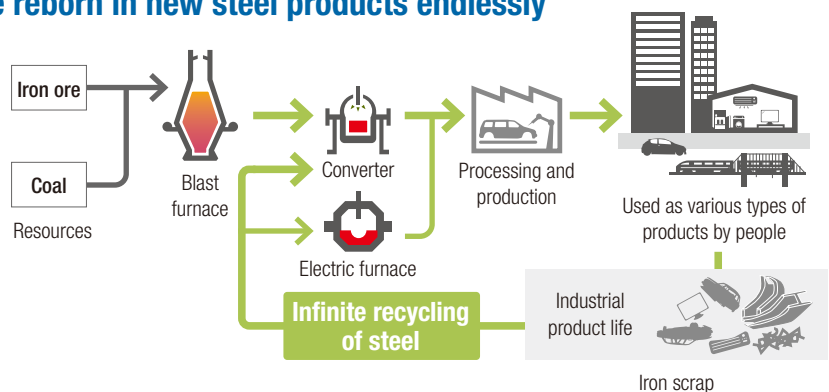 reborn in new steel products endlessly
Iron ore
Coal
Resources
Blast
furnace
Converter
Electric furnace
Processing and
production
Used as various types of
products by people
Industrial
product life
Iron scrap
Infinite recycling
of steel